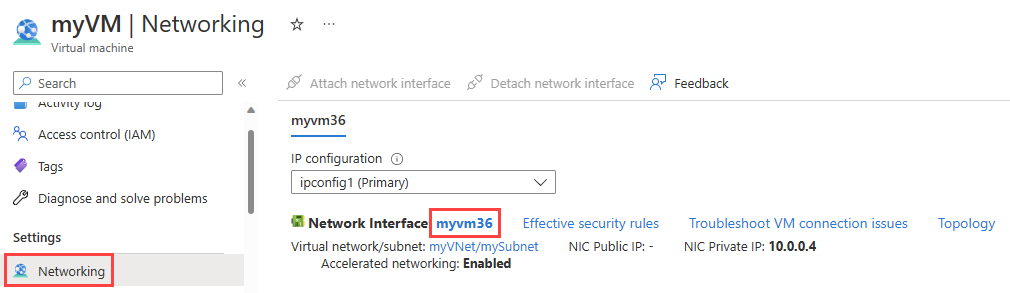 myVM | Networking
Virtual machine
Search
Activity log
Access control (IAM)
Tags
Diagnose and solve problems
Settings
Networking
Attach network interface Detach network interface Feedback
myvm36
IP configuration
ipconfig1 (Primary)
Network Interface: myvm36 Effective security rules Troubleshoot VM connection issues Topology
Virtual network/subnet: myVNet/mySubnet NIC Public IP: - NIC Private IP: 10.0.0.4
Accelerated networking: Enabled